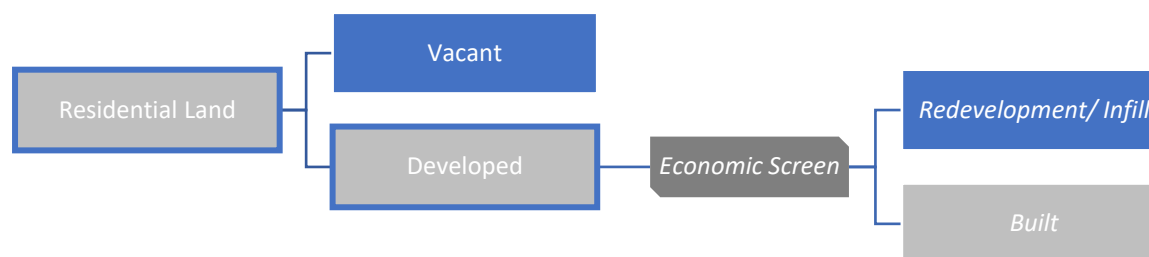 Residential Land
Vacant
Developed
Economic Screen
Redevelopment/ Infill
Built